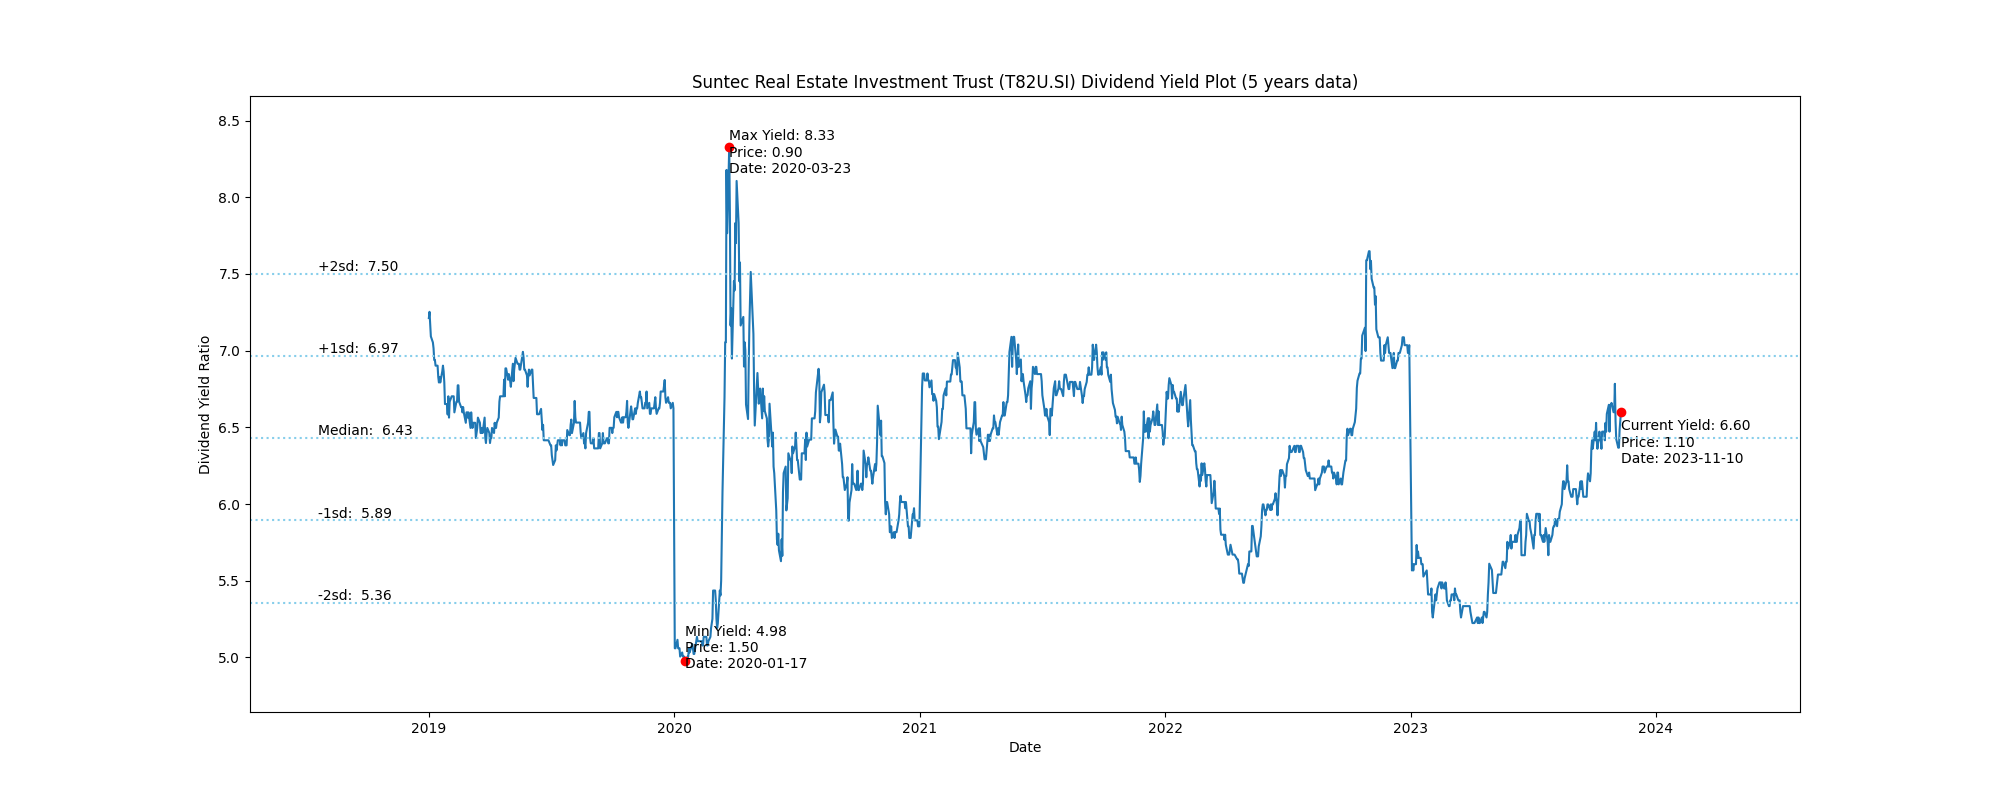 Suntec Real Estate Investment Trust (T82U.SI) Dividend Yield Plot (5 years data)
8.5
8.0
7.5
7.0
6.5
6.0
5.5
5.0
Dividend Yield Ratio
Max Yield: 8.33
Price: 0.90
Date: 2020-03-23
+2sd: 7.50
+1sd: 6.97
Median: 6.43
-1sd: 5.89
-2sd: 5.36
Current Yield: 6.60
Price: 1.10
Date: 2023-11-10
Min Yield: 4.98
Price: 1.50
Date: 2020-01-17
2019
2020
2021
2022
2023
2024
Date